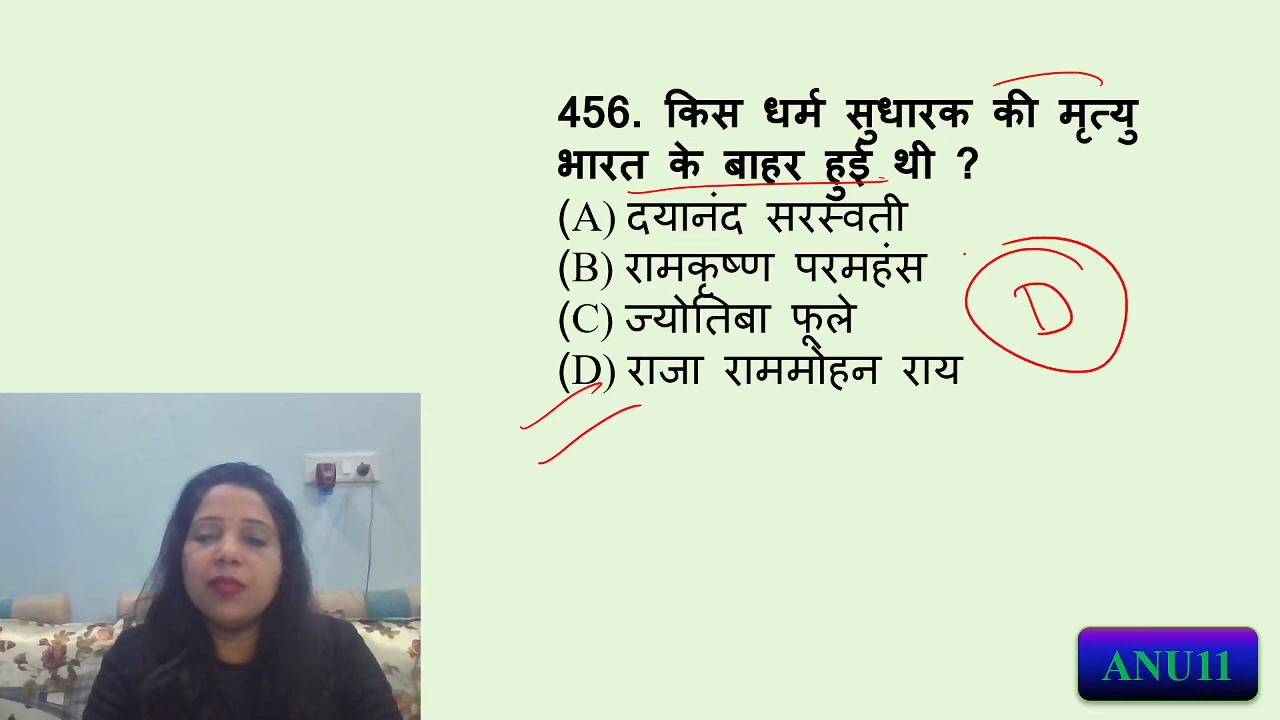 456. किस धर्म सुधारक की मृत्यु
भारत के बाहर हुई थी ?
(A) दयानंद सरस्वती
(B) रामकृष्ण परमहंस
(C) ज्योतिबा फूले
(D) राजा राममोहन राय
D
ANU11